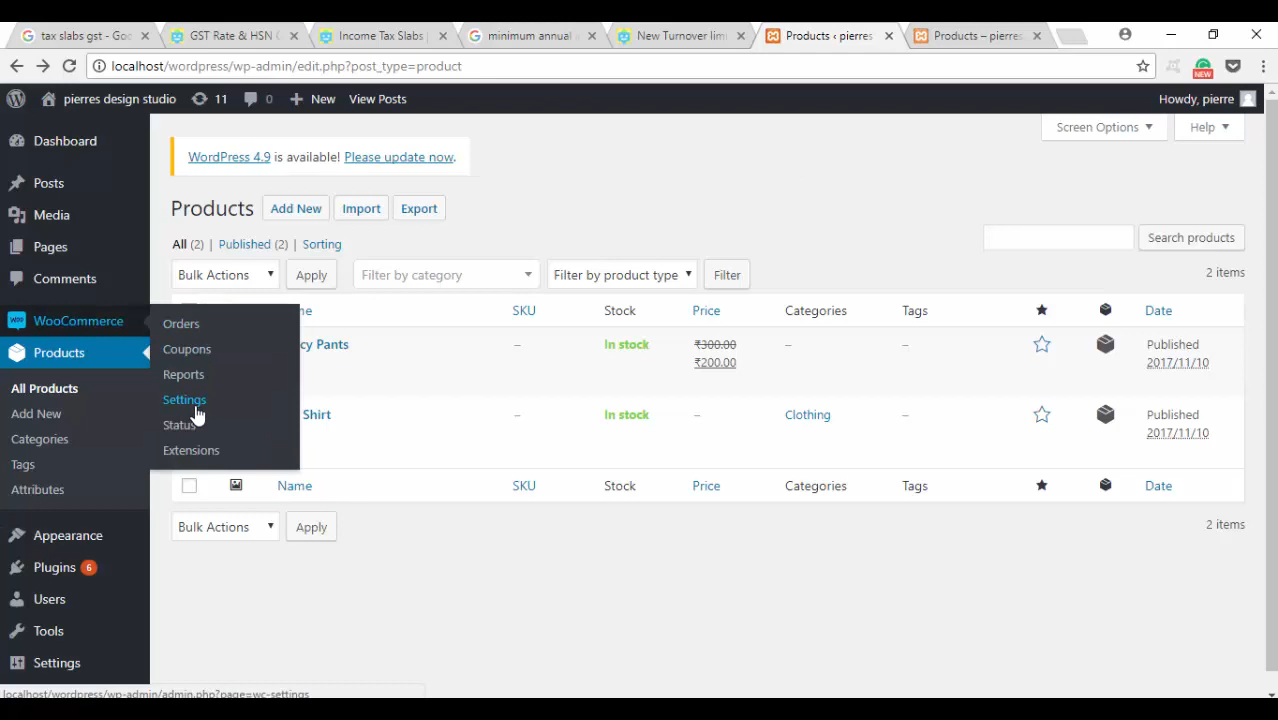 tax slabs gst - Goo
GST Rate & HSN C
Income Tax Slabs |
minimum annual
New Turnover lim
Products ‹ pierres
Products – pierres
localhost/wordpress/wp-admin/edit.php?post_type=product
NEW
pierres design studio
11
0
New
View Posts
Howdy, pierre
Screen Options
Help
WordPress 4.9 is available! Please update now.
Products
Add New
Import
Export
All (2) | Published (2) | Sorting
Search products
Bulk Actions
Apply
Filter by category
Filter by product type
Filter
2 items
SKU
Stock
Price
Categories
Tags
Date
cy Pants
–
In stock
₹300.00
₹200.00
–
–
Published
2017/11/10
Shirt
–
In stock
–
Clothing
–
Published
2017/11/10
Name
SKU
Stock
Price
Categories
Tags
Date
Bulk Actions
Apply
2 items
Dashboard
Posts
Media
Pages
Comments
WooCommerce
Orders
Coupons
Reports
Settings
Status
Extensions
Products
All Products
Add New
Categories
Tags
Attributes
Appearance
Plugins 6
Users
Tools
Settings
localhost/wordpress/wp-admin/admin.php?page=wc-settings